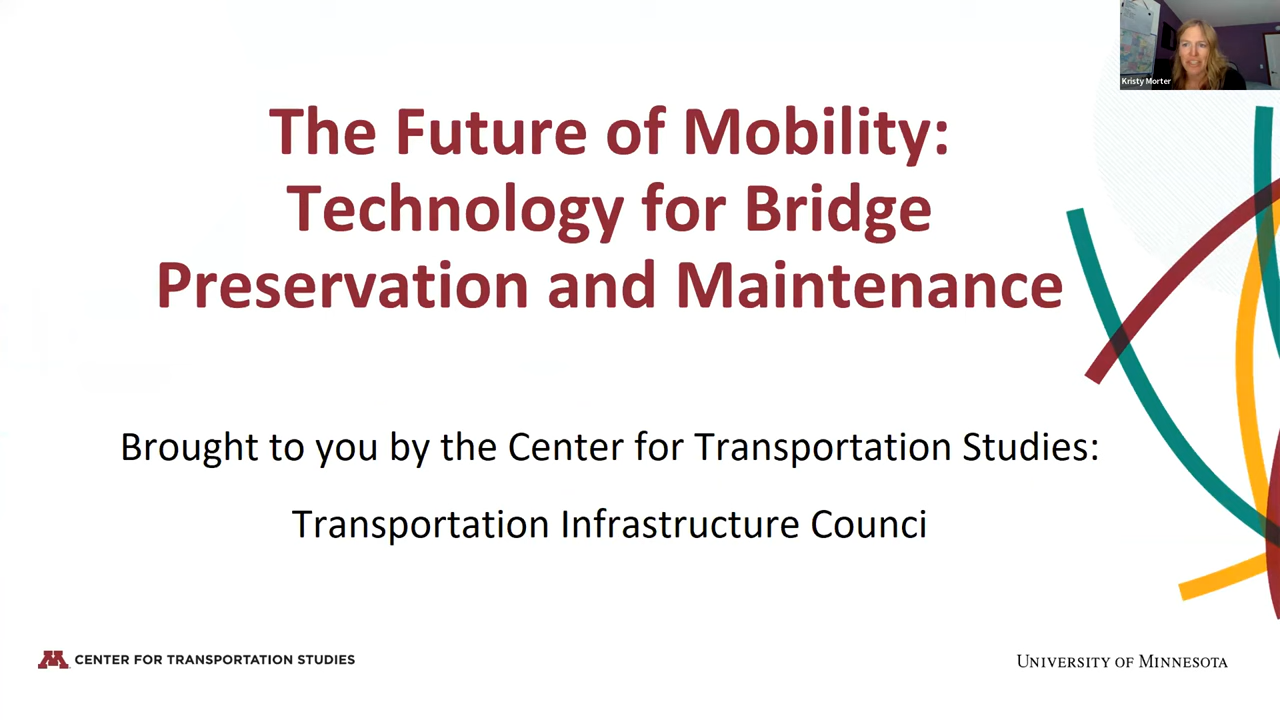 Kristy Morter
The Future of Mobility:
Technology for Bridge
Preservation and Maintenance
Brought to you by the Center for Transportation Studies:
Transportation Infrastructure Counci
M CENTER FOR TRANSPORTATION STUDIES
UNIVERSITY OF MINNESOTA